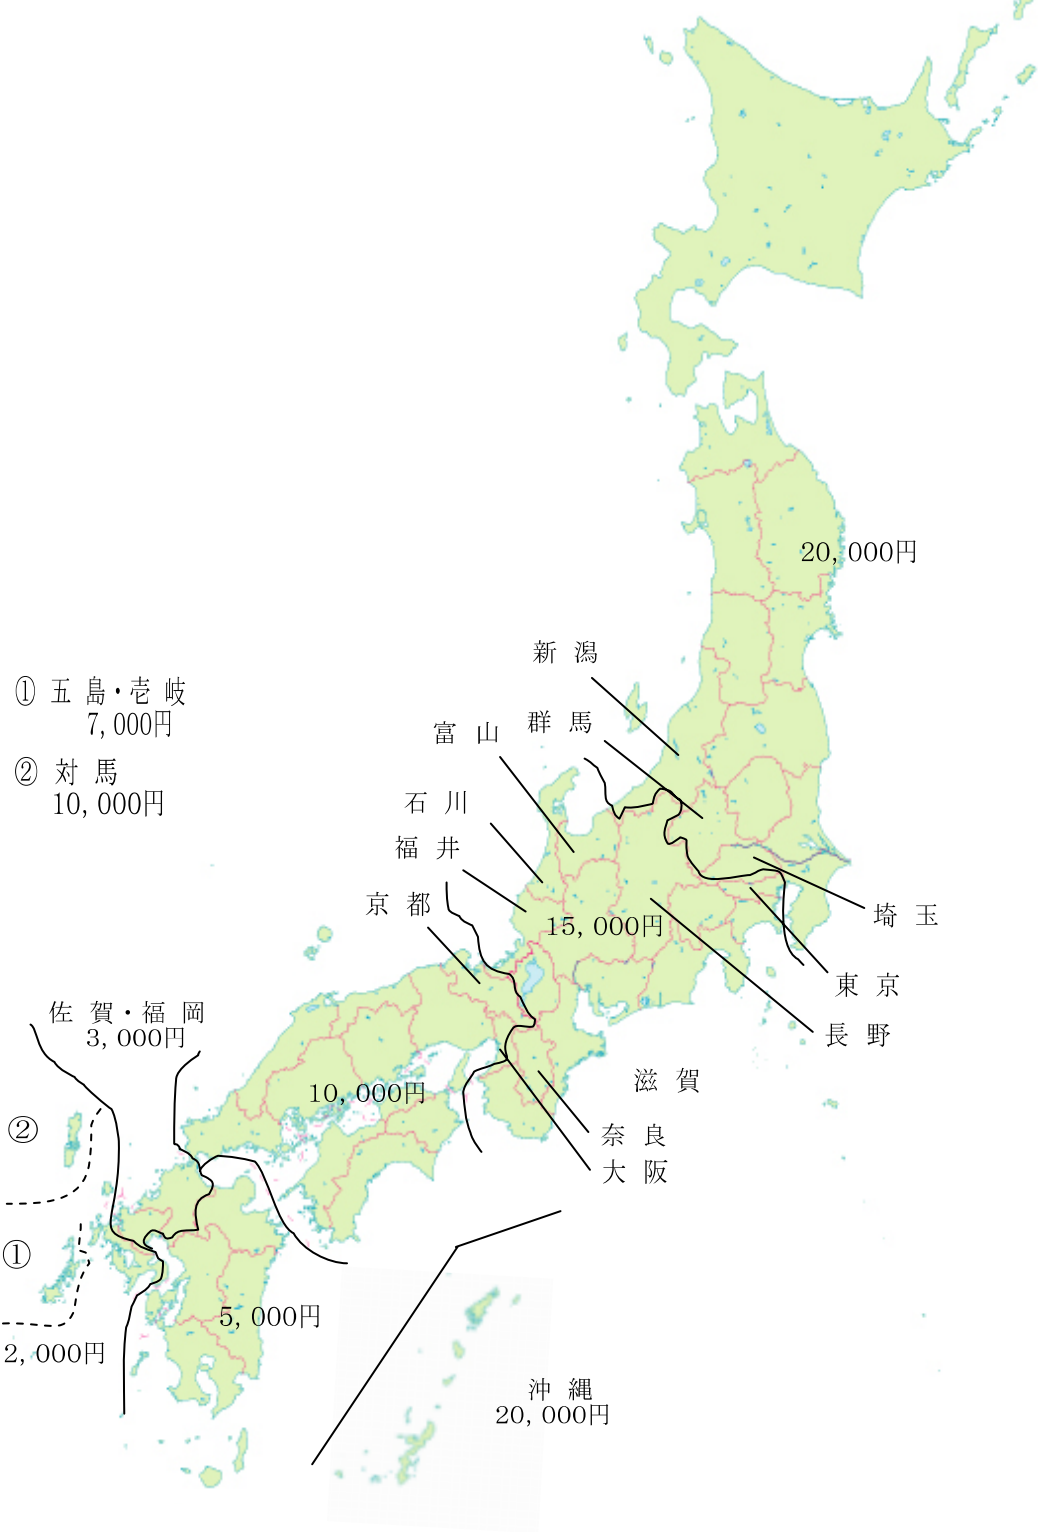 20,000円
新潟
① 五島・壱岐
7,000円
群馬
富山
② 対馬
10,000円
石川
福井
京都
埼玉
15,000円
東京
佐賀・福岡
3,000円
長野
滋賀
10,000円
②
奈良
大阪
①
5,000円
2,000円
沖縄
20,000円